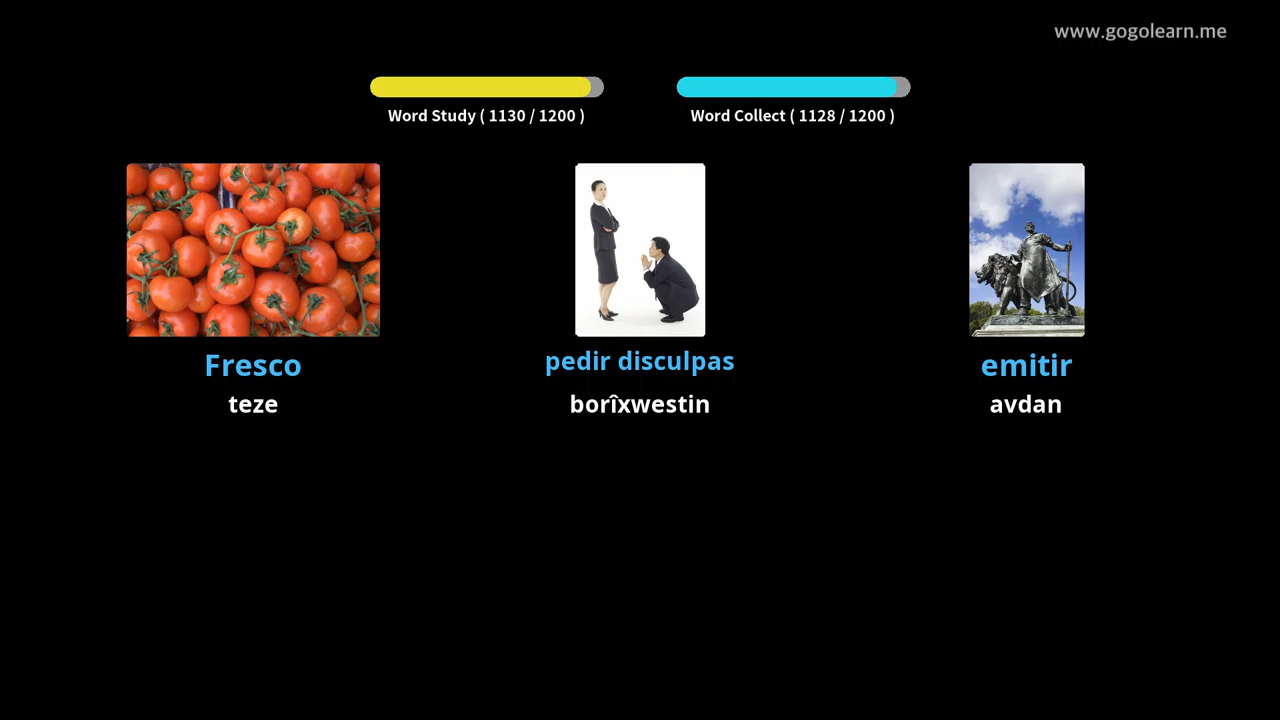 www.gogolearn.me
Word Study ( 1130 / 1200 )
Word Collect ( 1128 / 1200 )
Fresco
pedir disculpas
emitir
teze
borîxwestin
avdan